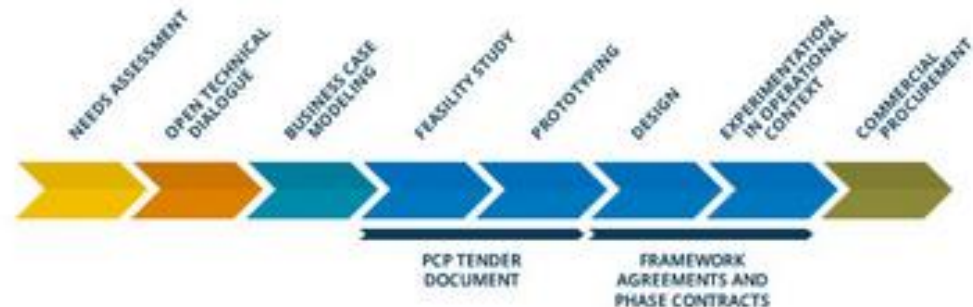 NEEDS ASSESSMENT
OPEN TECHNICAL
DIALOGUE
BUSINESS CASE
MODELING
FEASILITY STUDY
PROTOTYPING
DESIGN
EXPERIMENTATION
IN OPERATIONAL
CONTEXT
COMMERCIAL
PROCUREMENT
PCP TENDER
DOCUMENT
FRAMEWORK
AGREEMENTS AND
PHASE CONTRACTS